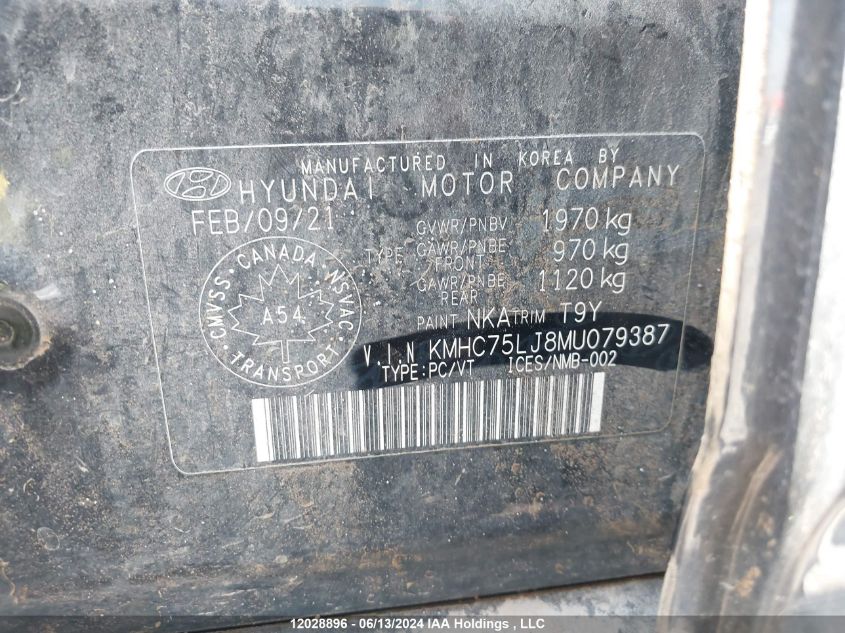 MANUFACTURED IN KOREA BY
HYUNDAI MOTOR COMPANY
FEB/09/21 GVWR/PNBV 1970 kg
TYPE GAWR/PNBE FRONT 970 kg
GAWR/PNBE REAR 1120 kg
CMVSS. CANADA NSVAC
A54
TRANSPORT
PAINT NKA TRIM T9Y
V.I.N KMHC75LJ8MU079387
TYPE:PC/VT ICES/NMB-002
12028896 - 06/13/2024 IAA Holdings, LLC